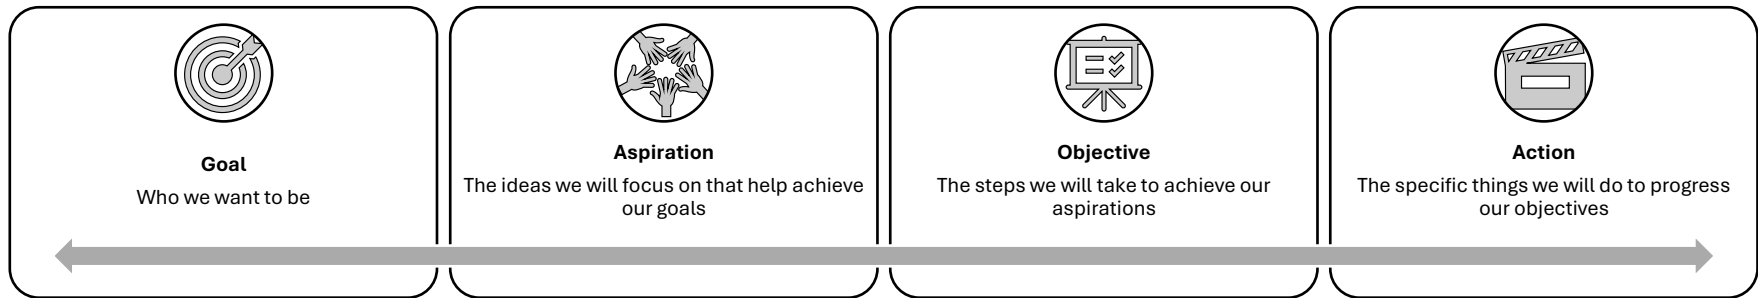 Goal
Who we want to be
Aspiration
The ideas we will focus on that help achieve
our goals
Objective
The steps we will take to achieve our
aspirations
Action
The specific things we will do to progress
our objectives